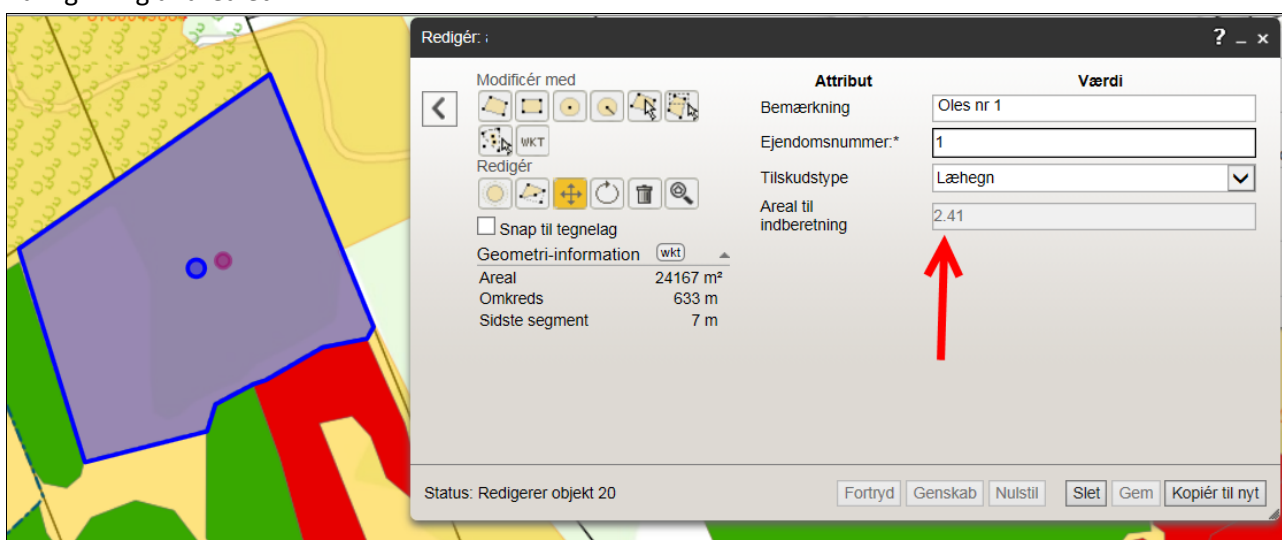 Redigér:
? _ x
Modificér med
WKT
Redigér
Snap til tegnelag
Geometri-information wkt
Areal 24167 m²
Omkreds 633 m
Sidste segment 7 m
Attribut Værdi
Bemærkning Oles nr 1
Ejendomsnummer:* 1
Tilskudstype Læhegn
Areal til
indberetning
2.41
Status: Redigerer objekt 20
Fortryd Genskab Nulstil Slet Gem Kopiér til nyt